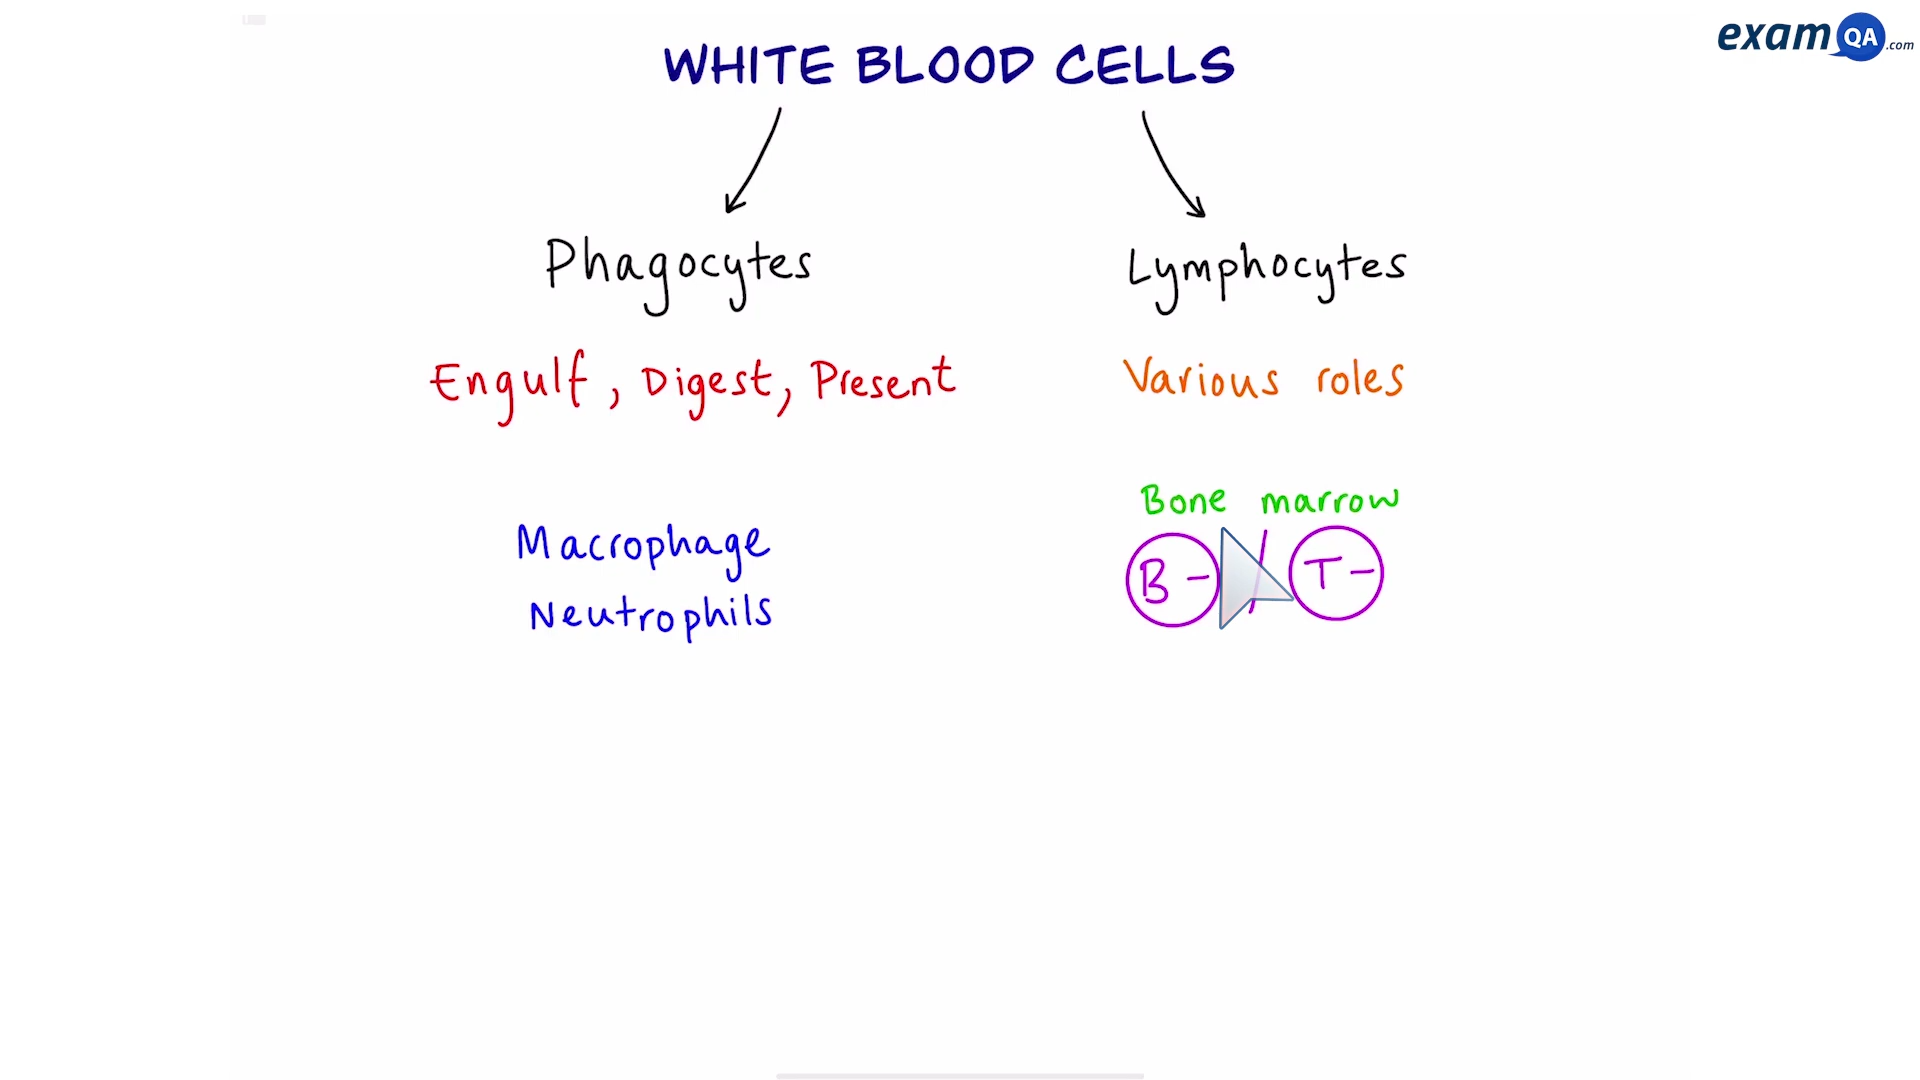 examQA.com
WHITE BLOOD CELLS
Phagocytes
Lymphocytes
Engulf, Digest, Present
Various roles
Bone marrow
Macrophage
B - / T -
Neutrophils